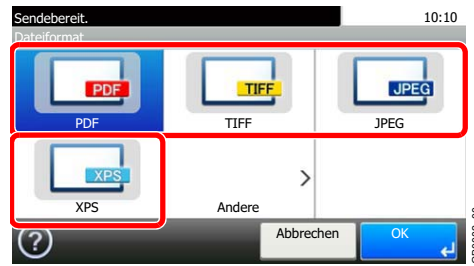 Sendebereit. 10:10
Dateiformat
PDF TIFF JPEG
PDF TIFF JPEG
XPS
XPS Andere
? Abbrechen OK